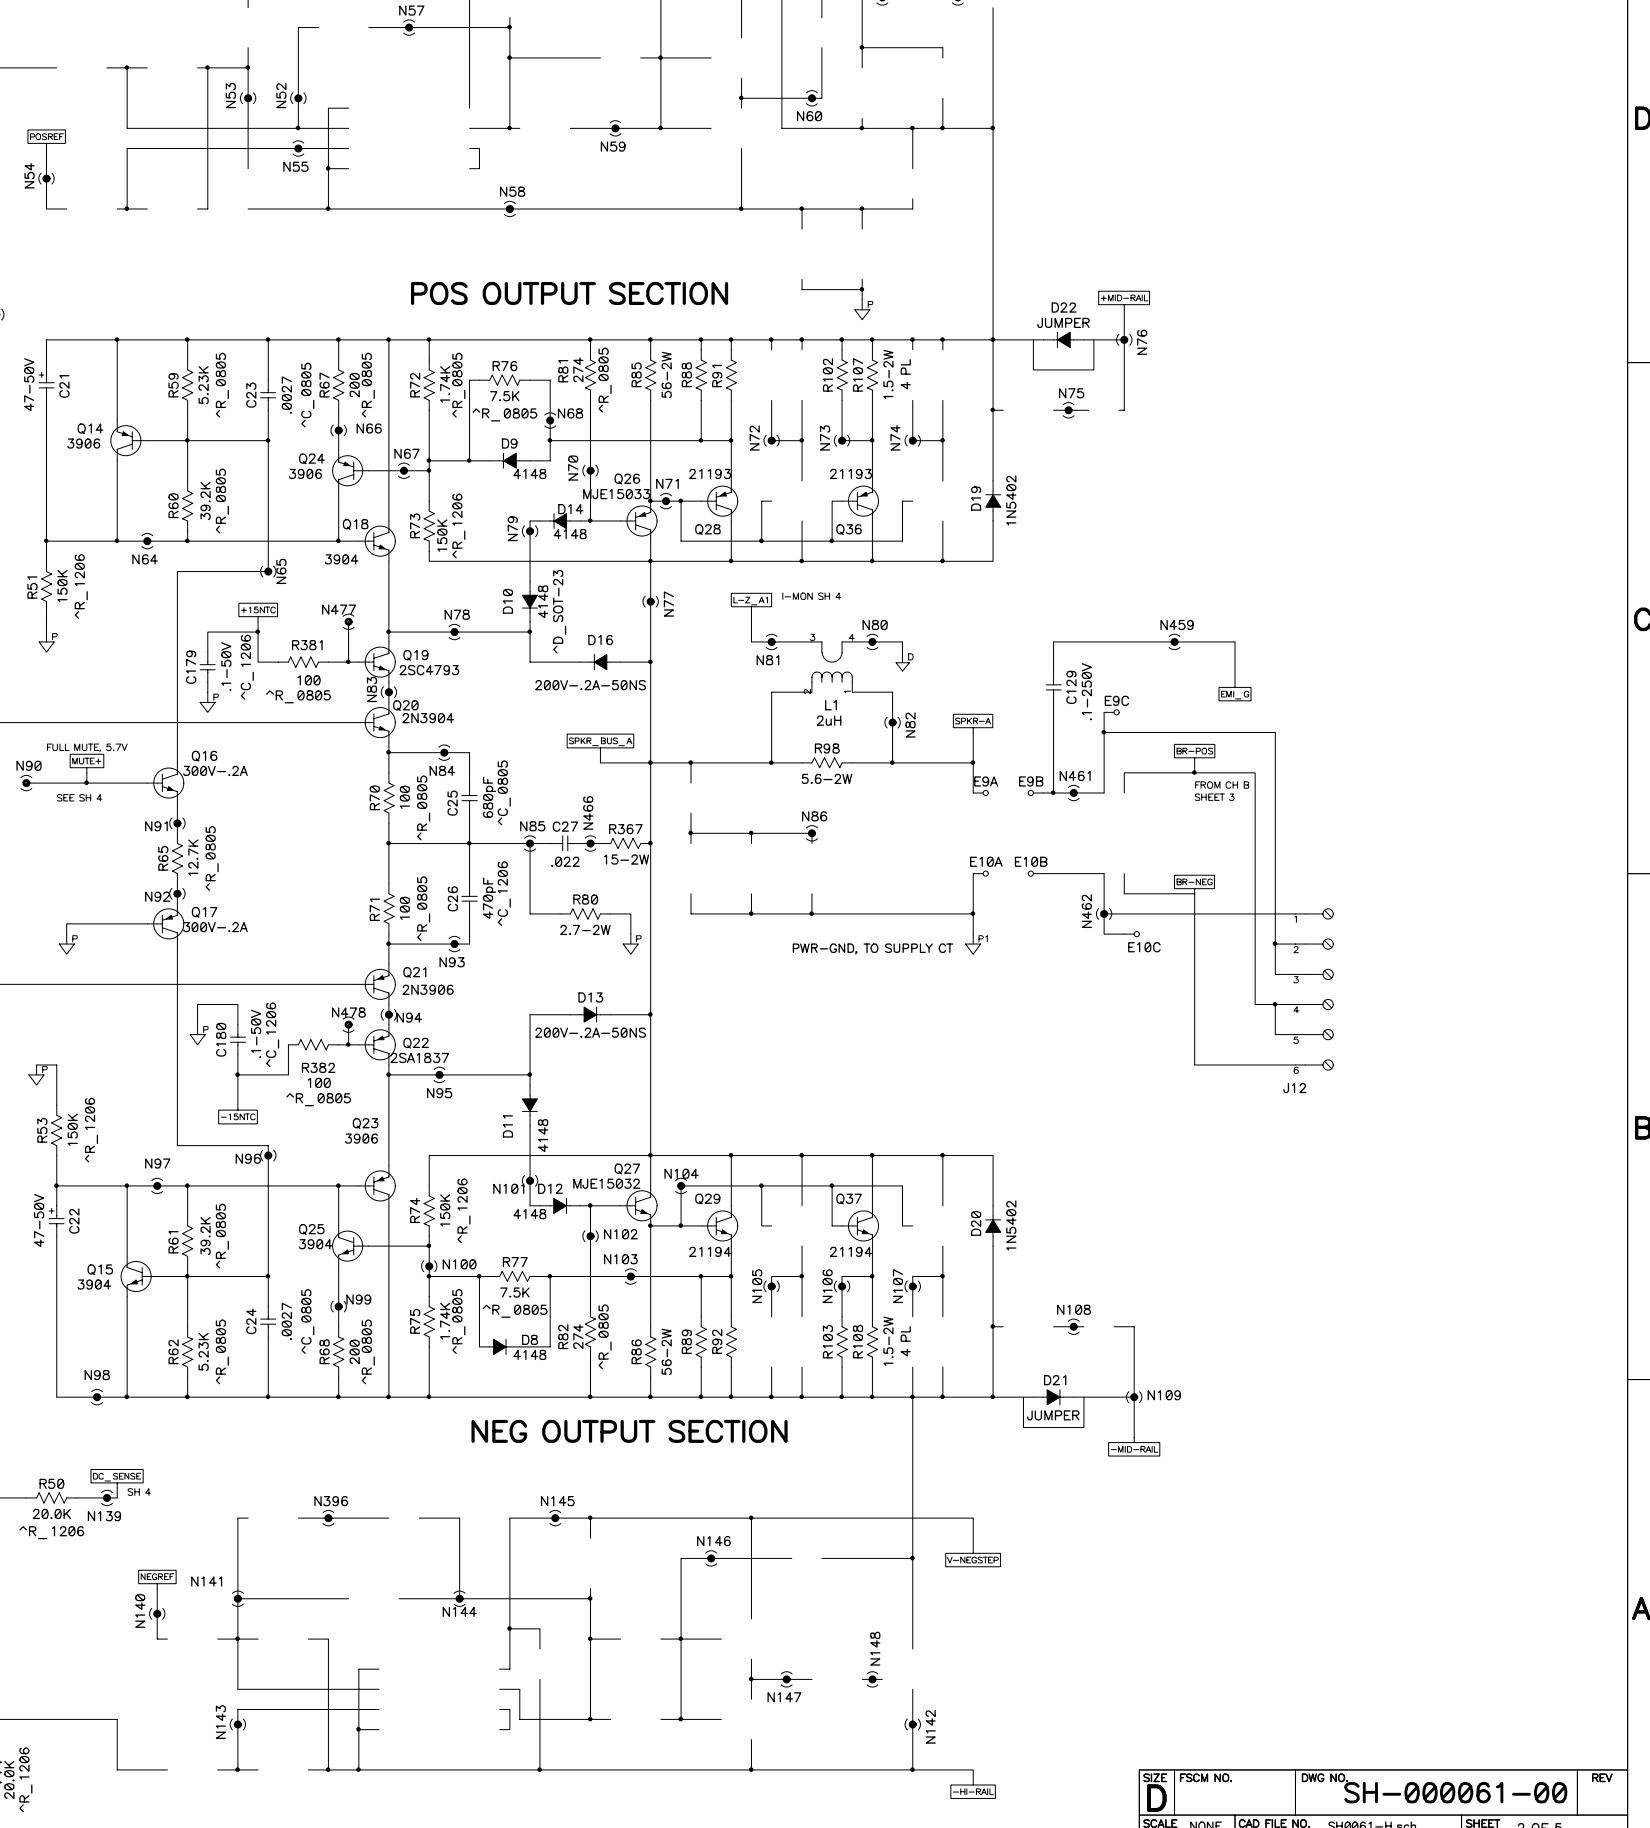 N57
N53
N52
N60
D
POSREF
N59
N55
N54
N58
POS OUTPUT SECTION
+MID-RAIL
D22
JUMPER
N76
47-50V
C21
R59
5.23K
^R_0805
C23
.0027
^C_0805
R67
200
^R_0805
R72
1.74K
^R_0805
R76
7.5K
^R_0805
R81
274
^R_0805
R85
56-2W
R88
R91
R102
R107
1.5-2W
4 PL
N75
N68
Q14
3906
N66
D9
4148
N72
N73
N74
Q24
3906
N67
N70
Q26
MJE15033
N71
21193
21193
R60
39.2K
^R_0805
D19
1N5402
Q18
3904
R73
150K
^R_1206
N79
D14
4148
Q28
Q36
N64
N65
R51
150K
^R_1206
P
+15NTC
N477
D10
4148
^D_SOT-23
N77
L-Z_A1
I-MON SH 4
C
N78
3
4
N80
N459
C179
.1-50V
^C_1206
R381
100
^R_0805
Q19
2SC4793
D16
200V-.2A-50NS
N81
D
C129
.1-250V
EMI_G
P
N83
Q20
2N3904
2
1
L1
2uH
N82
SPKR-A
E9C
SPKR_BUS_A
FULL MUTE, 5.7V
MUTE+
N90
SEE SH 4
Q16
300V-.2A
N84
R98
5.6-2W
BR-POS
FROM CH B
SHEET 3
R70
100
^R_0805
C25
680pF
^C_0805
E9A
E9B
N461
N91
R65
12.7K
^R_0805
N85
C27
.022
N466
R367
15-2W
N86
N92
E10A
E10B
BR-NEG
Q17
300V-.2A
R71
100
^R_0805
C26
470pF
^C_1206
R80
2.7-2W
N462
1
P
P
PWR-GND, TO SUPPLY CT
P1
E10C
2
N93
3
Q21
2N3906
D13
200V-.2A-50NS
4
P
C180
.1-50V
^C_1206
N478
N94
Q22
2SA1837
5
R382
100
^R_0805
6
J12
P
N95
-15NTC
R53
150K
^R_1206
Q23
3906
D11
4148
B
N96
N97
N101
D12
4148
Q27
MJE15032
N104
Q29
Q37
47-50V
C22
R61
39.2K
^R_0805
Q25
3904
R74
150K
^R_1206
N102
21194
21194
D20
1N5402
Q15
3904
N100
R77
7.5K
^R_0805
N103
N105
N106
N107
N99
C24
.0027
^C_0805
R62
5.23K
^R_0805
R68
200
^R_0805
R75
1.74K
^R_0805
D8
4148
R82
274
^R_0805
R86
56-2W
R89
R92
R103
R108
1.5-2W
4 PL
N108
N98
D21
JUMPER
N109
NEG OUTPUT SECTION
-MID-RAIL
R50
20.0K
^R_1206
DC_SENSE
SH 4
N139
N396
N145
N146
V-NEGSTEP
NEGREF
N141
N140
N144
A
N148
N147
N143
N142
20.0K
^R_1206
-HI-RAIL
SIZE
D
FSCM NO.
DWG NO.
SH-000061-00
REV
SCALE
NONE
CAD FILE NO.
SH0061-H.sch
SHEET
2 OF 5